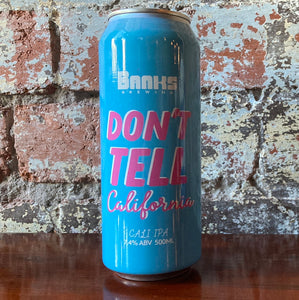 BANKS
BREWING
DON'T
TELL
California
CALI IPA
7.4% ABV 500ML